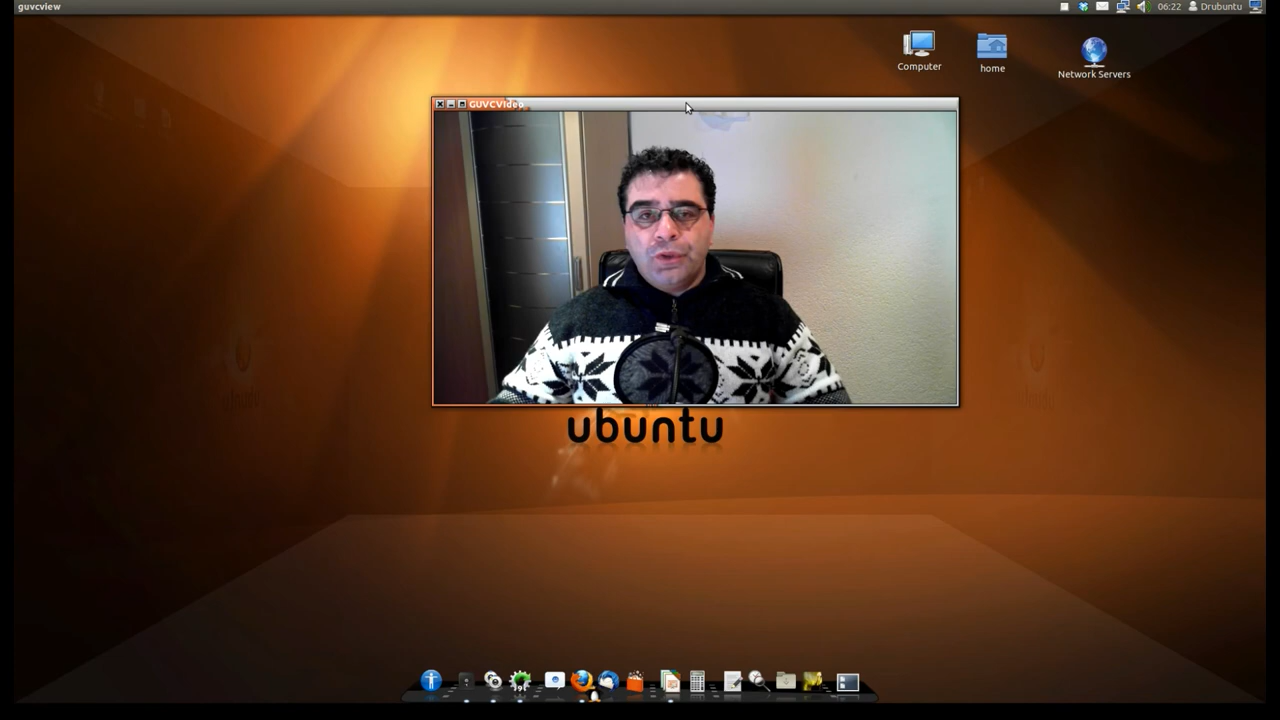 guvcview
06:22 Drubuntu
Computer
home
Network Servers
GUVCVideo
ubuntu